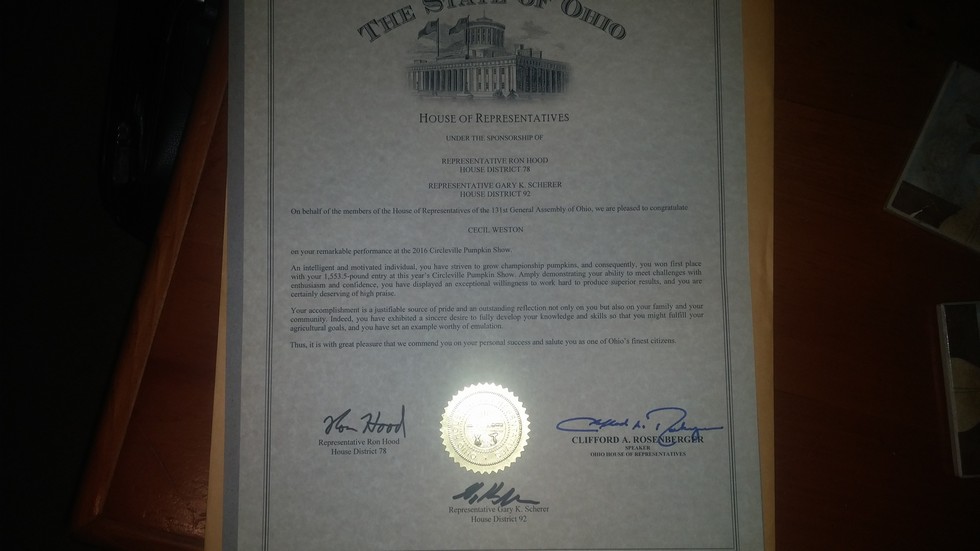 THE STATE OF OHIO
HOUSE OF REPRESENTATIVES
UNDER THE SPONSORSHIP OF
REPRESENTATIVE RON HOOD
HOUSE DISTRICT 78
REPRESENTATIVE GARY K. SCHERER
HOUSE DISTRICT 92
On behalf of the members of the House of Representatives of the 131st General Assembly of Ohio, we are pleased to congratulate
CECIL WESTON
on your remarkable performance at the 2016 Circleville Pumpkin Show.
An intelligent and motivated individual, you have striven to grow championship pumpkins, and consequently, you won first place
with your 1,553.5-pound entry at this year's Circleville Pumpkin Show. Amply demonstrating your ability to meet challenges with
enthusiasm and confidence, you have displayed an exceptional willingness to work hard to produce superior results, and you are
certainly deserving of high praise.
Your accomplishment is a justifiable source of pride and an outstanding reflection not only on you but also on your family and your
community. Indeed, you have exhibited a sincere desire to fully develop your knowledge and skills so that you might fulfill your
agricultural goals, and you have set an example worthy of emulation.
Thus, it is with great pleasure that we commend you on your personal success and salute you as one of Ohio's finest citizens.
Ron Hood
Representative Ron Hood
House District 78
CLIFFORD A. ROSENBERGER
SPEAKER
OHIO HOUSE OF REPRESENTATIVES
Representative Gary K. Scherer
House District 92